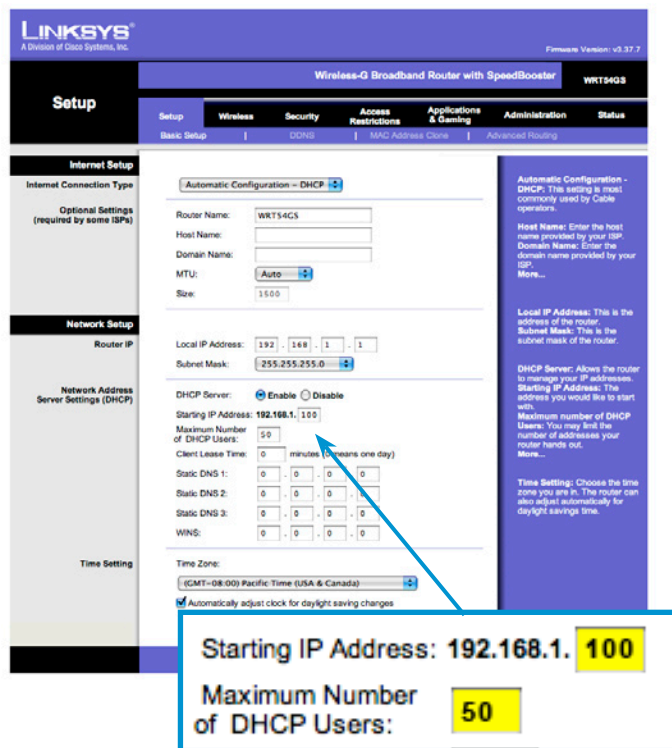 LINKSYS®
A Division of Cisco Systems, Inc.
Firmware Version: v3.37.7
Wireless-G Broadband Router with SpeedBooster WRT54GS
Setup
Setup Wireless Security Access Restrictions Applications & Gaming Administration Status
Basic Setup | DDNS | MAC Address Clone | Advanced Routing
Internet Setup
Internet Connection Type
Automatic Configuration - DHCP
Optional Settings
(required by some ISPs)
Router Name: WRT54GS
Host Name:
Domain Name:
MTU: Auto
Size: 1500
Network Setup
Router IP
Local IP Address: 192 . 168 . 1 . 1
Subnet Mask: 255.255.255.0
Network Address
Server Settings (DHCP)
DHCP Server: Enable Disable
Starting IP Address: 192.168.1. 100
Maximum Number
of DHCP Users: 50
Client Lease Time: 0 minutes (0 means one day)
Static DNS 1: 0 . 0 . 0 . 0
Static DNS 2: 0 . 0 . 0 . 0
Static DNS 3: 0 . 0 . 0 . 0
WINS: 0 . 0 . 0 . 0
Time Setting
Time Zone:
(GMT-08:00) Pacific Time (USA & Canada)
Automatically adjust clock for daylight saving changes
Automatic Configuration -
DHCP: This setting is most
commonly used by Cable
operators.
Host Name: Enter the host
name provided by your ISP.
Domain Name: Enter the
domain name provided by your
ISP.
More...
Local IP Address: This is the
address of the router.
Subnet Mask: This is the
subnet mask of the router.
DHCP Server: Allows the router
to manage your IP addresses.
Starting IP Address: The
address you would like to start
with.
Maximum number of DHCP
Users: You may limit the
number of addresses your
router hands out.
More...
Time Setting: Choose the time
zone you are in. The router can
also adjust automatically for
daylight savings time.
Starting IP Address: 192.168.1. 100
Maximum Number
of DHCP Users: 50